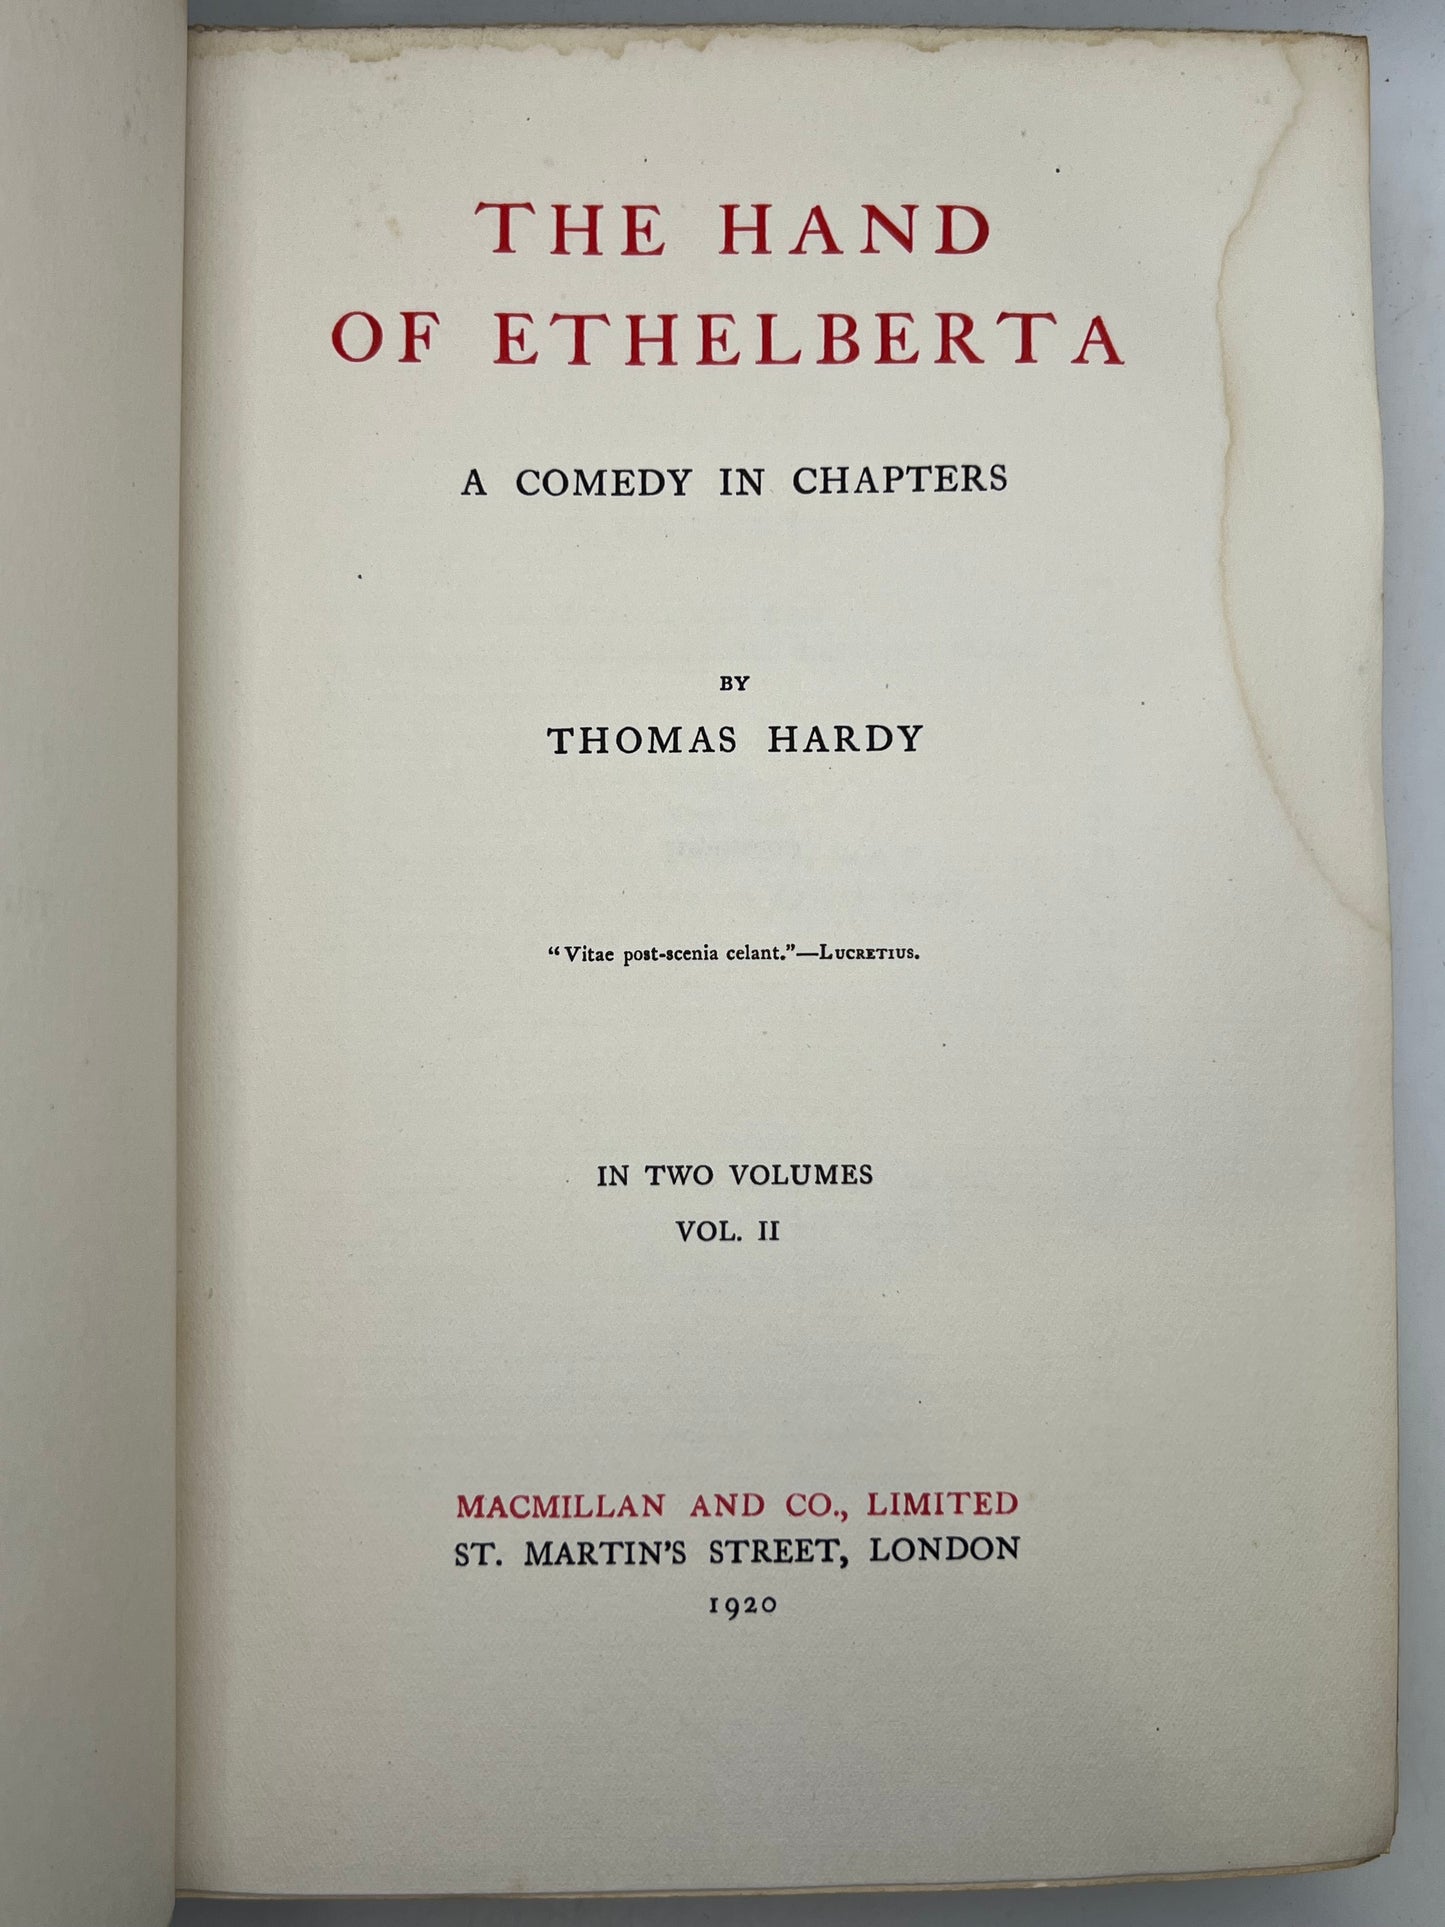 THE HAND
OF ETHELBERTA
A COMEDY IN CHAPTERS
BY
THOMAS HARDY
“Vitae post-scenia celant.”—LUCRETIUS.
IN TWO VOLUMES
VOL. II
MACMILLAN AND CO., LIMITED
ST. MARTIN'S STREET, LONDON
1920